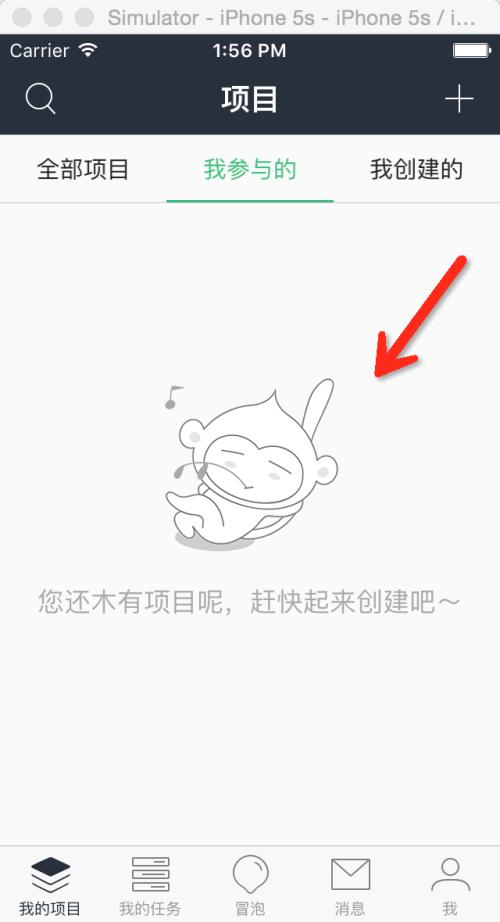 Simulator - iPhone 5s - iPhone 5s / i...
Carrier 1:56 PM
项目
全部项目 我参与的 我创建的
您还木有项目呢，赶快起来创建吧～
我的项目 我的任务 冒泡 消息 我